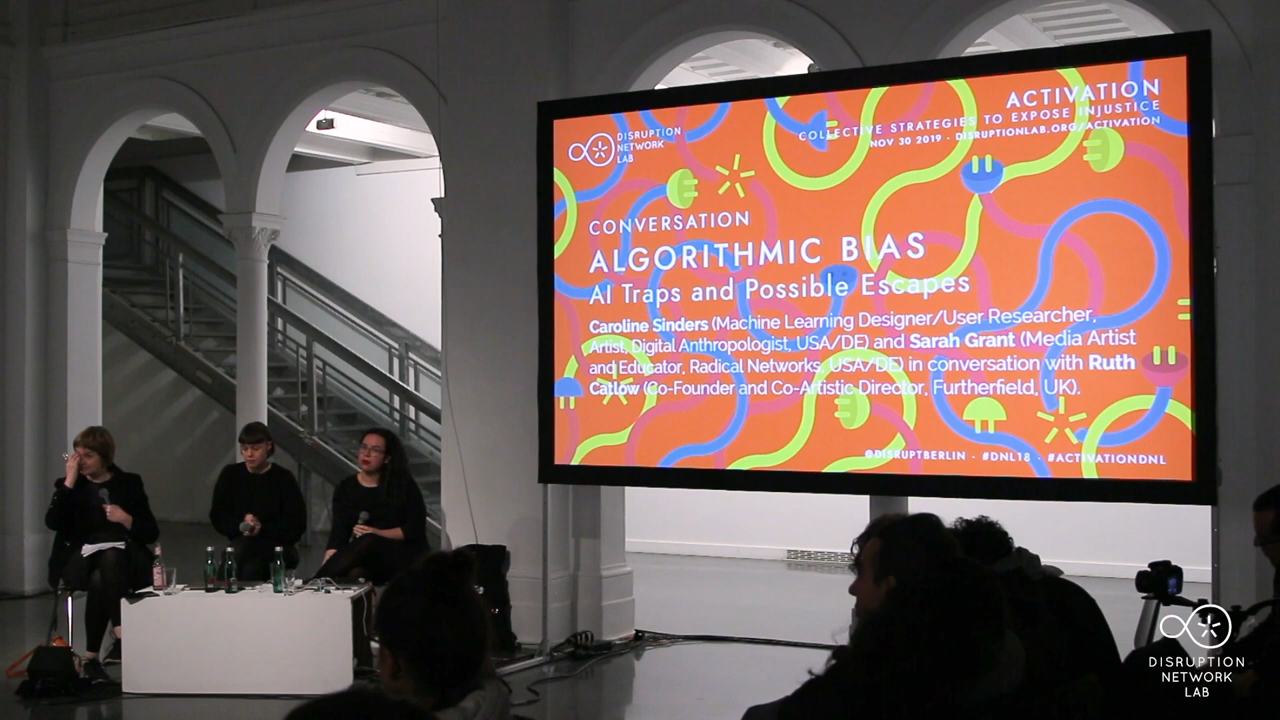 DISRUPTION
NETWORK
LAB
ACTIVATION
COLLECTIVE STRATEGIES TO EXPOSE INJUSTICE
NOV 30 2019 · DISRUPTIONLAB.ORG/ACTIVATION
CONVERSATION
ALGORITHMIC BIAS
AI Traps and Possible Escapes
Caroline Sinders (Machine Learning Designer/User Researcher,
Artist, Digital Anthropologist, USA/DE) and Sarah Grant (Media Artist
and Educator, Radical Networks, USA/DE) in conversation with Ruth
Catlow (Co-Founder and Co-Artistic Director, Furtherfield, UK).
@DISRUPTBERLIN · #DNL18 · #ACTIVATIONDNL
DISRUPTION
NETWORK
LAB